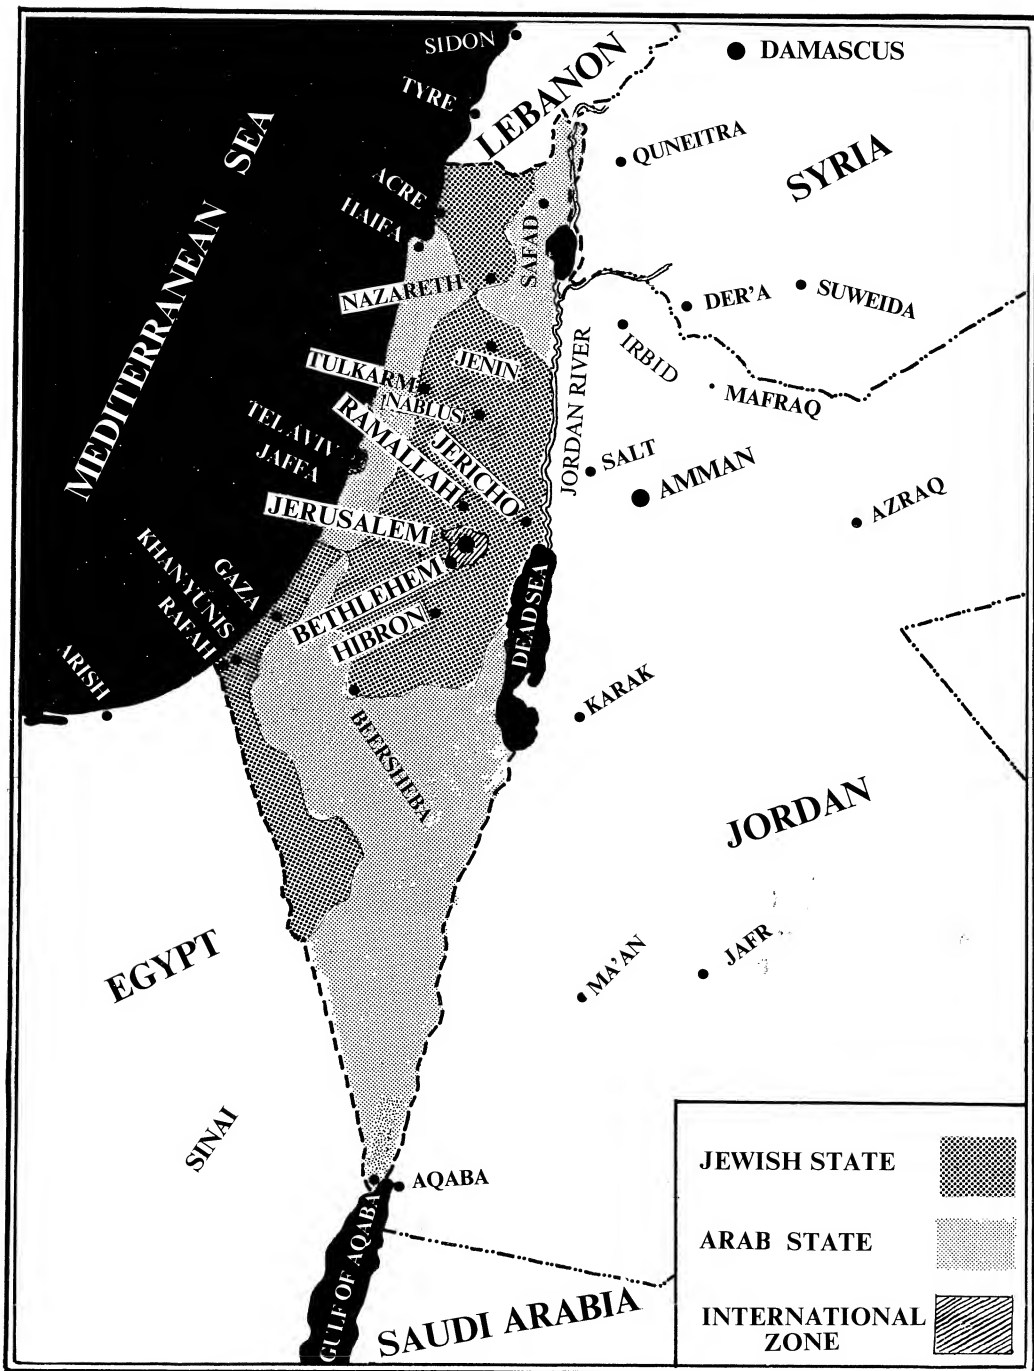 SIDON
DAMASCUS
TYRE
LEBANON
QUNEITRA
SYRIA
MEDITERRANEAN SEA
ACRE
HAIFA
SAFAD
NAZARETH
DER'A
SUWEIDA
IRBID
JENIN
TULKARM
MAFRAQ
NABLUS
JORDAN RIVER
TEL AVIV
JAFFA
RAMALLAH
JERICHO
SALT
AMMAN
AZRAQ
JERUSALEM
GAZA
KHAN YUNIS
RAFAH
BETHLEHEM
HIBRON
DEAD SEA
ARISH
KARAK
BEERSHEBA
JORDAN
EGYPT
MA'AN
JAFR
SINAI
AQABA
GULF OF AQABA
SAUDI ARABIA
JEWISH STATE
ARAB STATE
INTERNATIONAL
ZONE